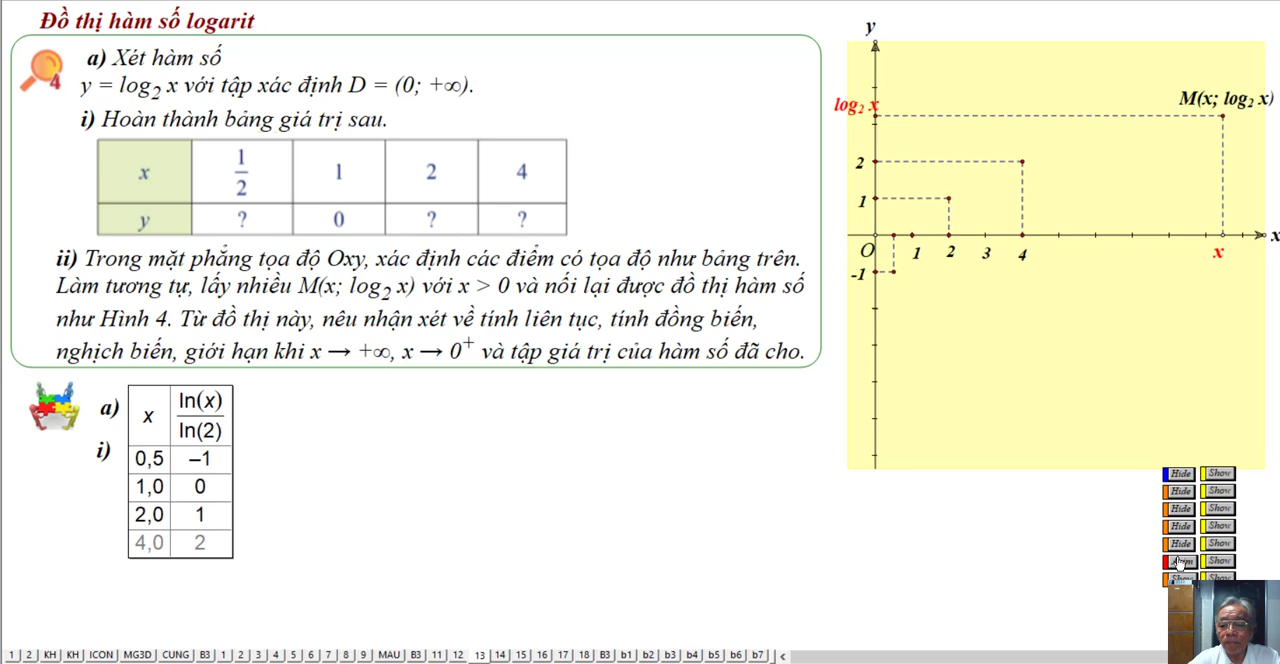 Đồ thị hàm số logarit
4
a) Xét hàm số
y = log₂ x với tập xác định D = (0; +∞).
i) Hoàn thành bảng giá trị sau.
x 1/2 1 2 4
y ? 0 ? ?
ii) Trong mặt phẳng tọa độ Oxy, xác định các điểm có tọa độ như bảng trên.
Làm tương tự, lấy nhiều M(x; log₂ x) với x > 0 và nối lại được đồ thị hàm số
như Hình 4. Từ đồ thị này, nêu nhận xét về tính liên tục, tính đồng biến,
nghịch biến, giới hạn khi x → +∞, x → 0⁺ và tập giá trị của hàm số đã cho.
a)
i)
x ln(x)/ln(2)
0,5 –1
1,0 0
2,0 1
4,0 2
y
log₂ x
M(x; log₂ x)
2
1
O 1 2 3 4 x x
-1
Hide Show
Hide Show
Hide Show
Hide Show
Hide Show
Show
Show Show
1 2 KH KH ICON MG3D CUNG B3 1 2 3 4 5 6 7 8 9 MAU B3 11 12 13 14 15 16 17 18 B3 b1 b2 b3 b4 b5 b6 b7 <